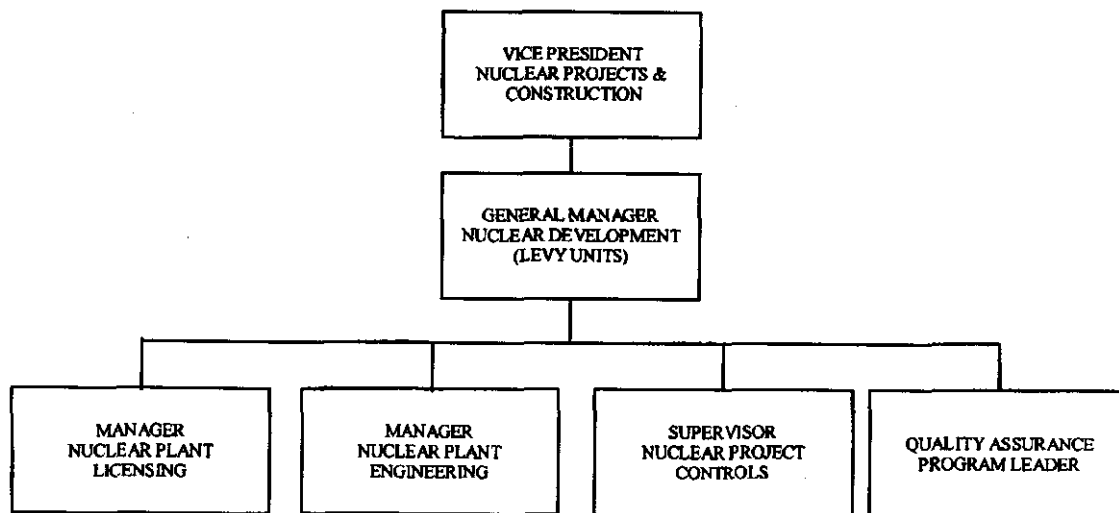 VICE PRESIDENT
NUCLEAR PROJECTS &
CONSTRUCTION
GENERAL MANAGER
NUCLEAR DEVELOPMENT
(LEVY UNITS)
MANAGER
NUCLEAR PLANT
LICENSING
MANAGER
NUCLEAR PLANT
ENGINEERING
SUPERVISOR
NUCLEAR PROJECT
CONTROLS
QUALITY ASSURANCE
PROGRAM LEADER